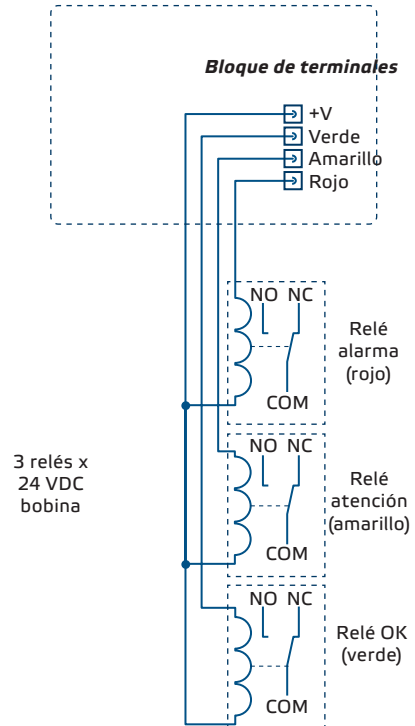 Bloque de terminales
+V
Verde
Amarillo
Rojo
NO NC
Relé
alarma
(rojo)
COM
3 relés x
24 VDC
bobina
NO NC
Relé
atención
(amarillo)
COM
NO NC
Relé OK
(verde)
COM